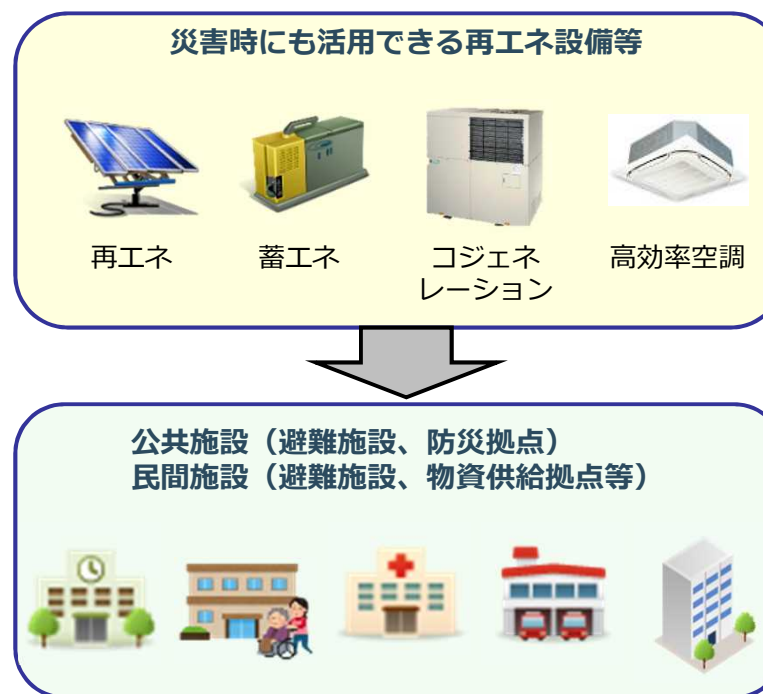 災害時にも活用できる再エネ設備等
再エネ
蓄エネ
コジェネ
レーション
高効率空調
公共施設（避難施設、防災拠点）
民間施設（避難施設、物資供給拠点等）